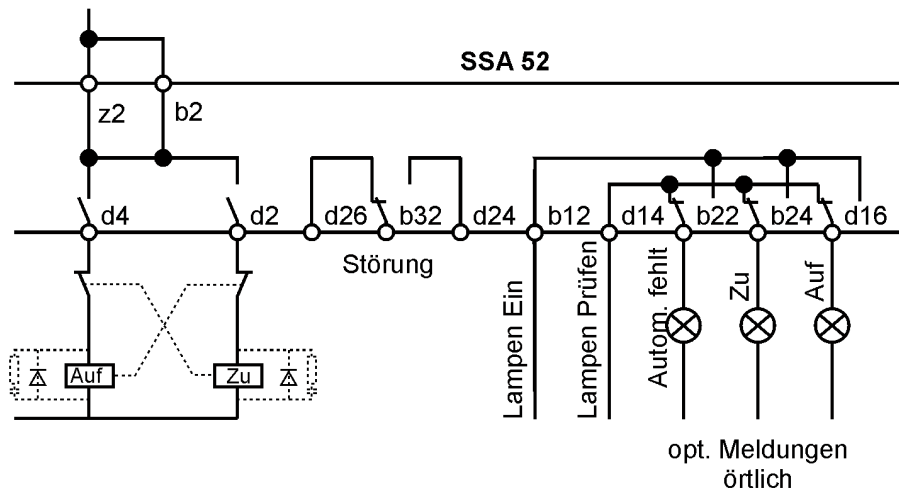 SSA 52
z2
b2
d4
d2
d26
b32
d24
b12
d14
b22
b24
d16
Störung
Lampen Ein
Lampen Prüfen
Autom. fehlt
Zu
Auf
Auf
Zu
opt. Meldungen
örtlich